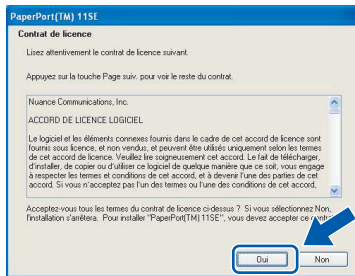 PaperPort(TM) 11SE
Contrat de licence
Lisez attentivement le contrat de licence suivant.
Appuyez sur la touche Page suiv. pour voir le reste du contrat.
Nuance Communications, Inc.
ACCORD DE LICENCE LOGICIEL
Le logiciel et les éléments connexes fournis dans le cadre de cet accord de licence sont
fournis sous licence, et non vendus, et peuvent être utilisés uniquement selon les termes
de cet accord de licence. Veuillez lire soigneusement cet accord. Le fait de télécharger,
d'installer, de copier ou d'utiliser ce logiciel de quelque manière que ce soit, vous engage
à respecter les termes et conditions de cet accord, et à devenir l'une des parties de cet
accord. Si vous n'acceptez pas l'un des termes ou l'une des conditions de cet accord,
Acceptez-vous tous les termes du contrat de licence ci-dessus ? Si vous sélectionnez Non,
l'installation s'arrêtera. Pour installer "PaperPort(TM) 11SE", vous devez accepter ce
Oui
Non